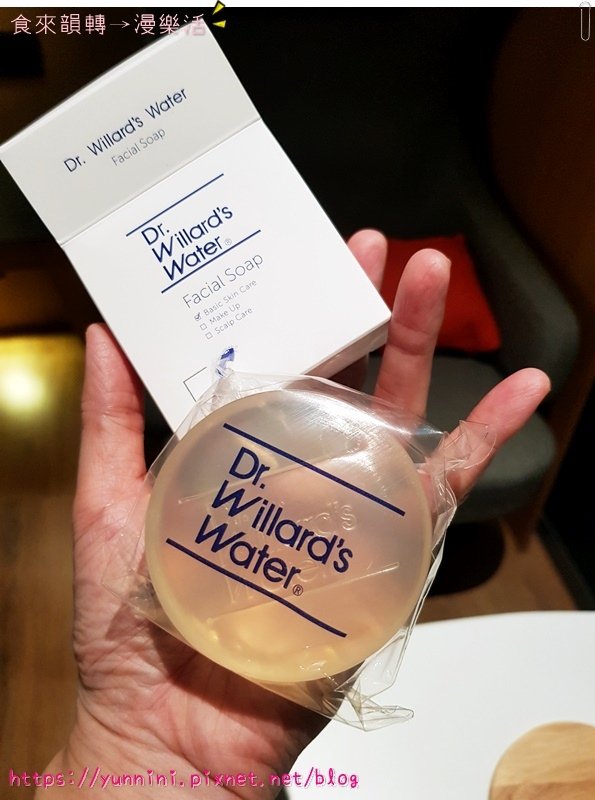 食來韻轉→漫樂活
Dr. Willard's Water
Facial Soap
Dr.
Willard's
Water®
Facial Soap
☑ Basic Skin Care
☐ Make Up
☐ Scalp Care
Dr.
Willard's
Water®
https://yunnini.pixnet.net/blog